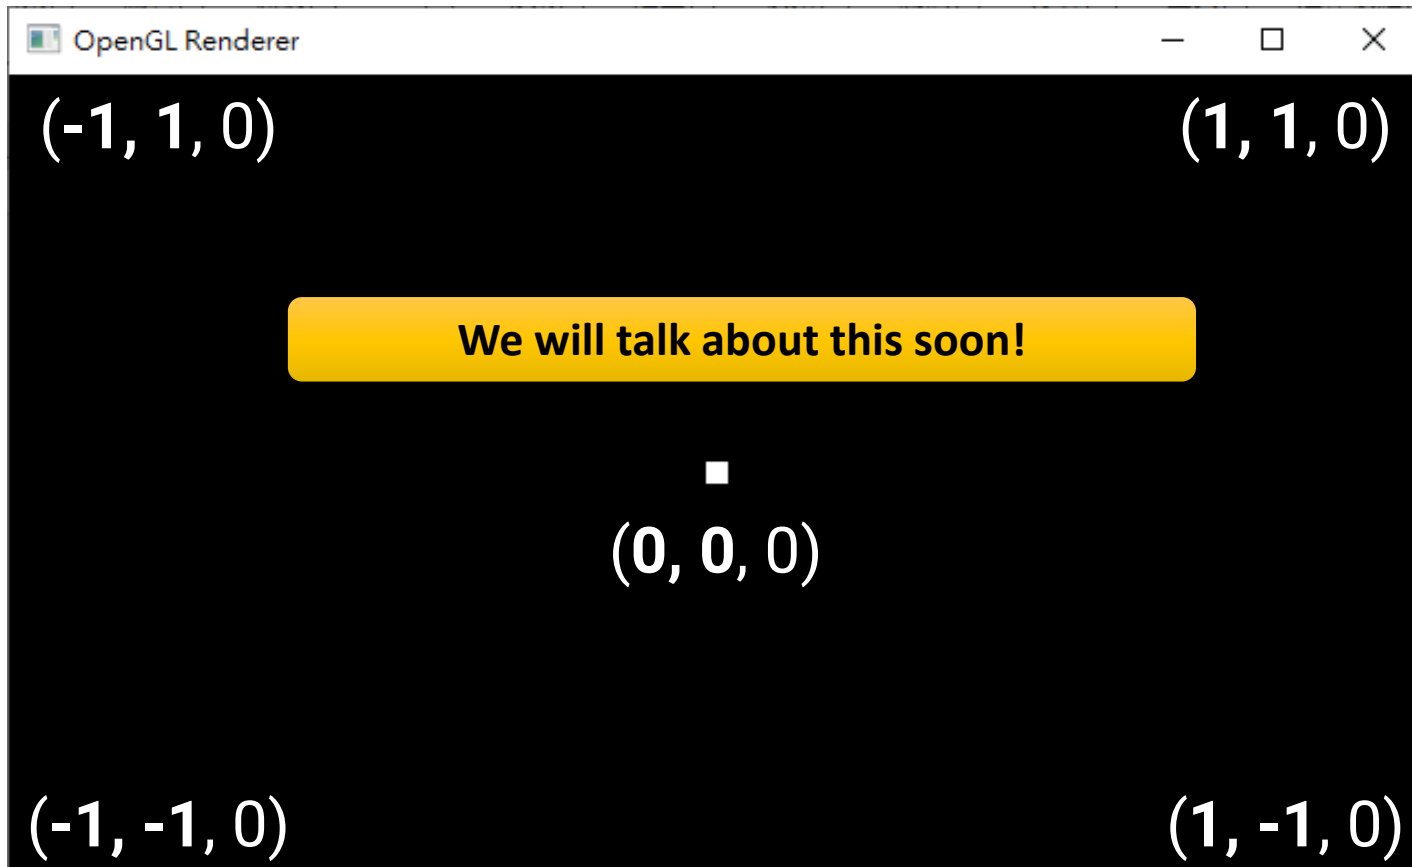 OpenGL Renderer
(-1, 1, 0)
(1, 1, 0)
We will talk about this soon!
(0, 0, 0)
(-1, -1, 0)
(1, -1, 0)